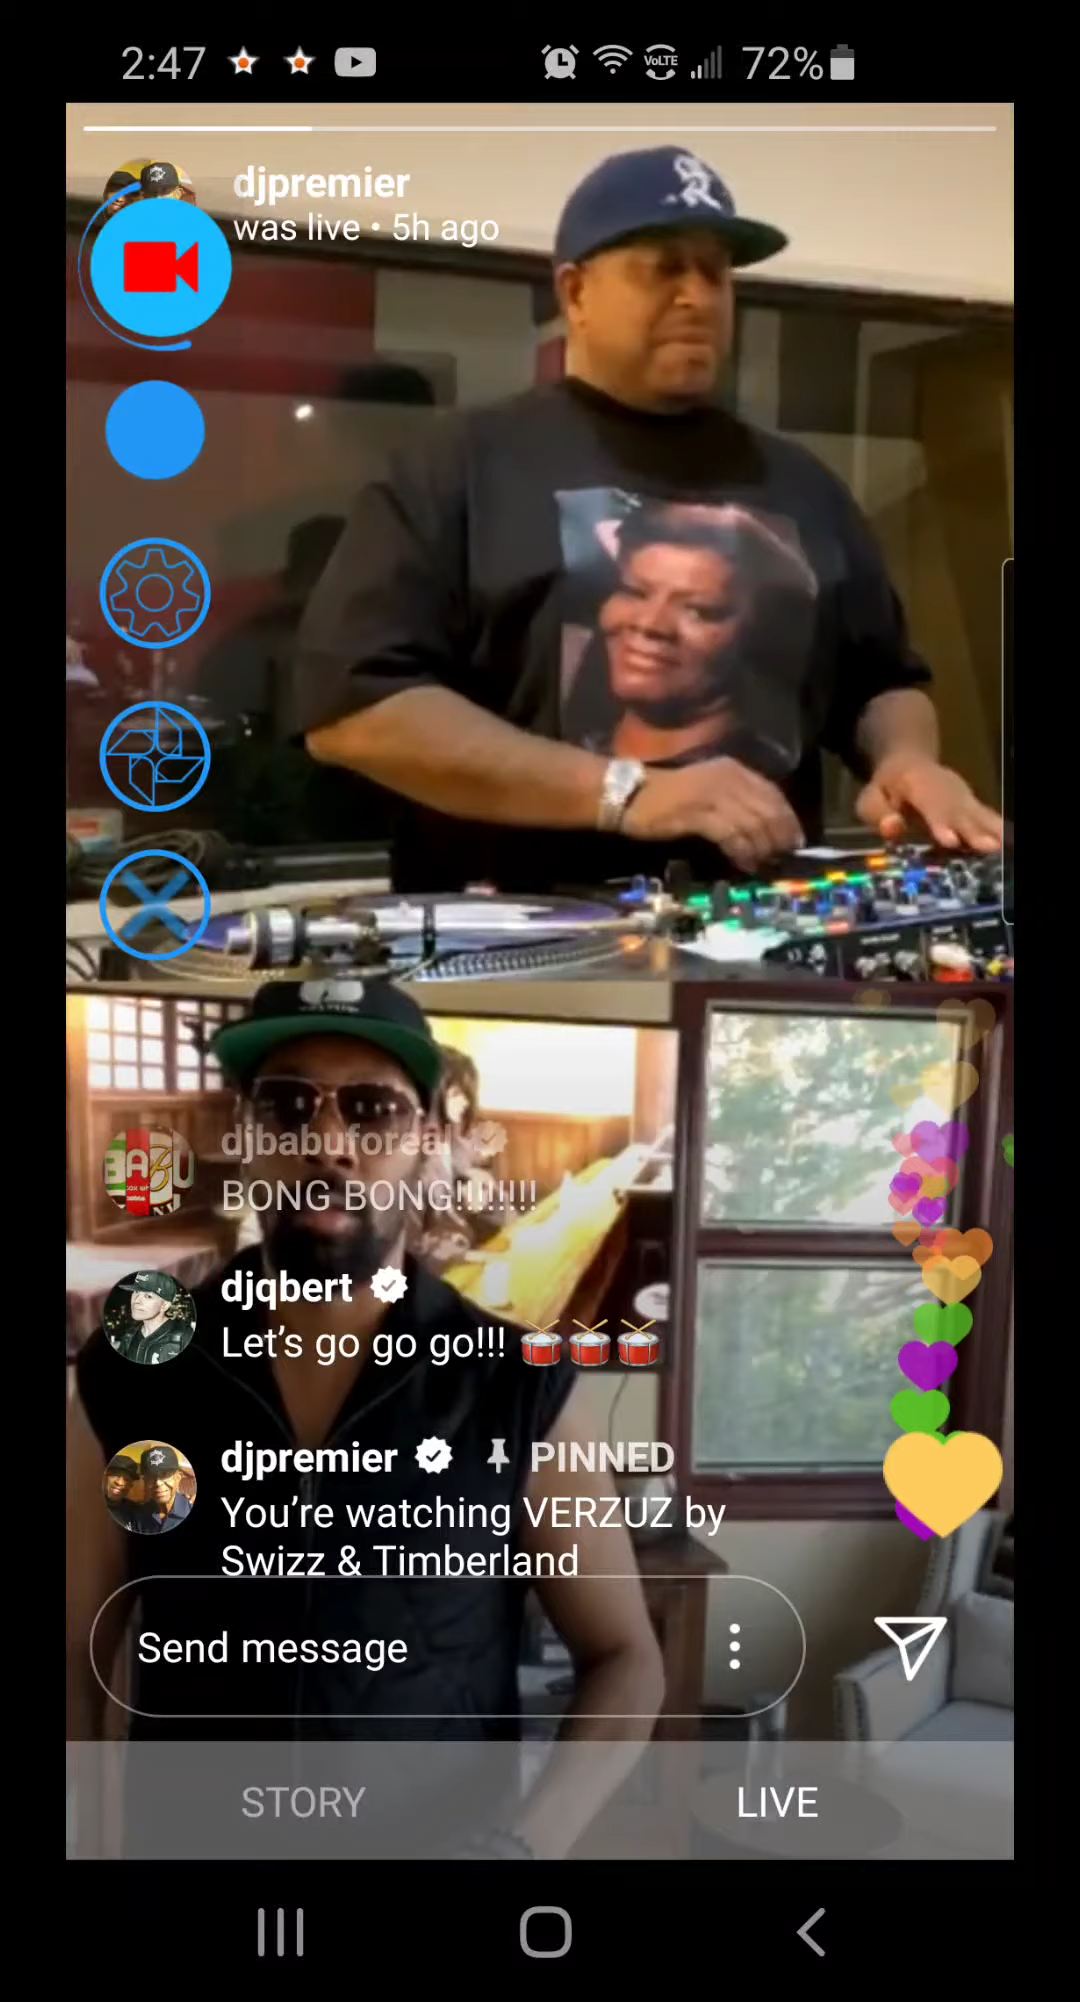 2:47 VoLTE 72%
djpremier
was live • 5h ago
djbabuforeal
BONG BONG!!!!!!!!
djqbert
Let's go go go!!! 🥁🥁🥁
djpremier PINNED
You're watching VERZUZ by
Swizz & Timberland
Send message
STORY LIVE